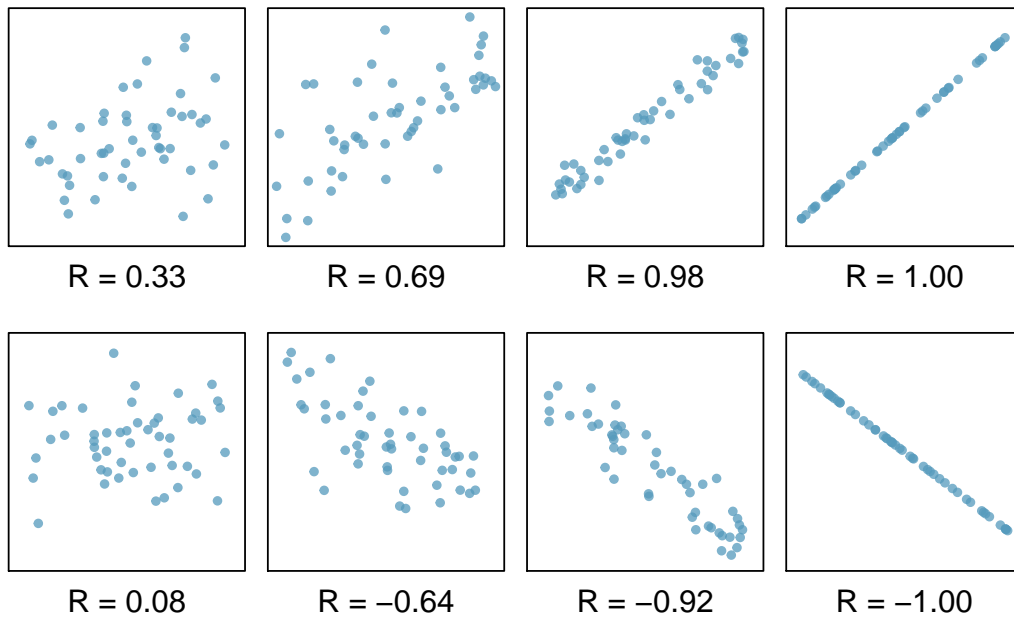 R = 0.33
R = 0.69
R = 0.98
R = 1.00
R = 0.08
R = −0.64
R = −0.92
R = −1.00